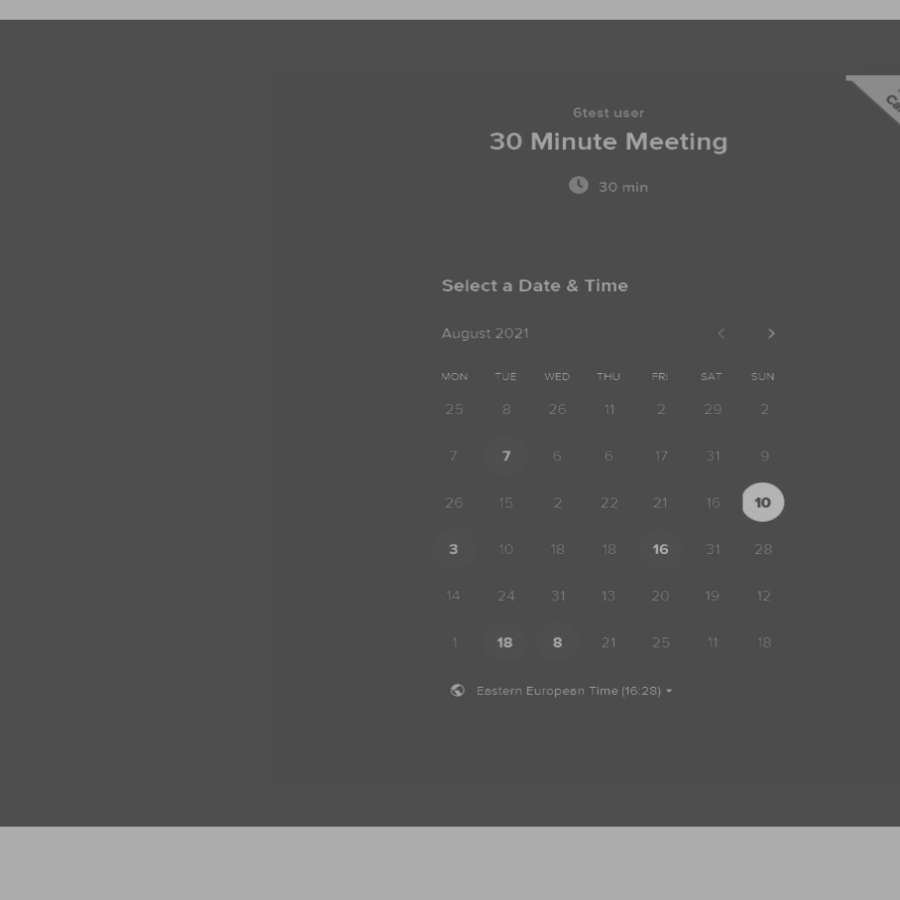 6test user
30 Minute Meeting
30 min
Select a Date & Time
August 2021
MON TUE WED THU FRI SAT SUN
25 8 26 11 2 29 2
7 7 6 6 17 31 9
26 15 2 22 21 16 10
3 10 18 18 16 31 28
14 24 31 13 20 19 12
1 18 8 21 25 11 18
Eastern European Time (16:28)